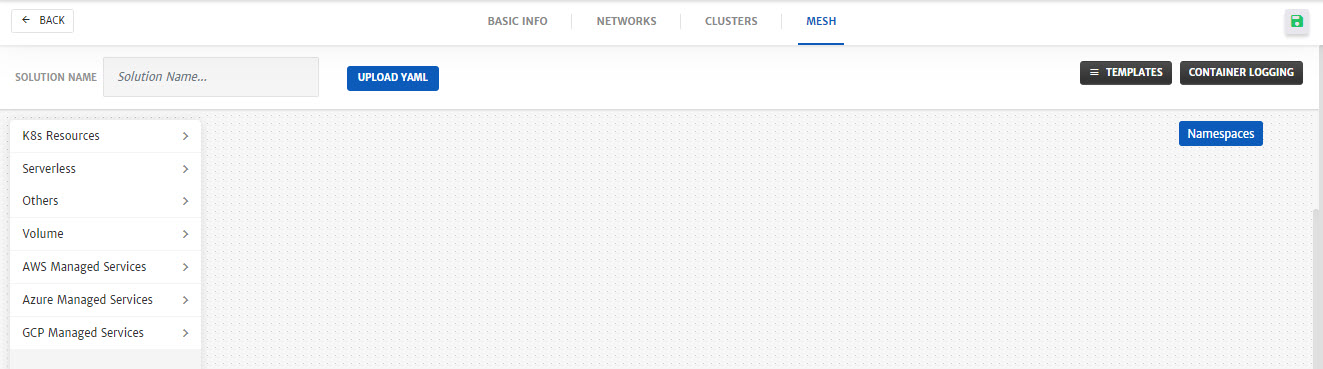 BACK
BASIC INFO
NETWORKS
CLUSTERS
MESH
SOLUTION NAME
Solution Name...
UPLOAD YAML
TEMPLATES
CONTAINER LOGGING
K8s Resources
Serverless
Others
Volume
AWS Managed Services
Azure Managed Services
GCP Managed Services
Namespaces